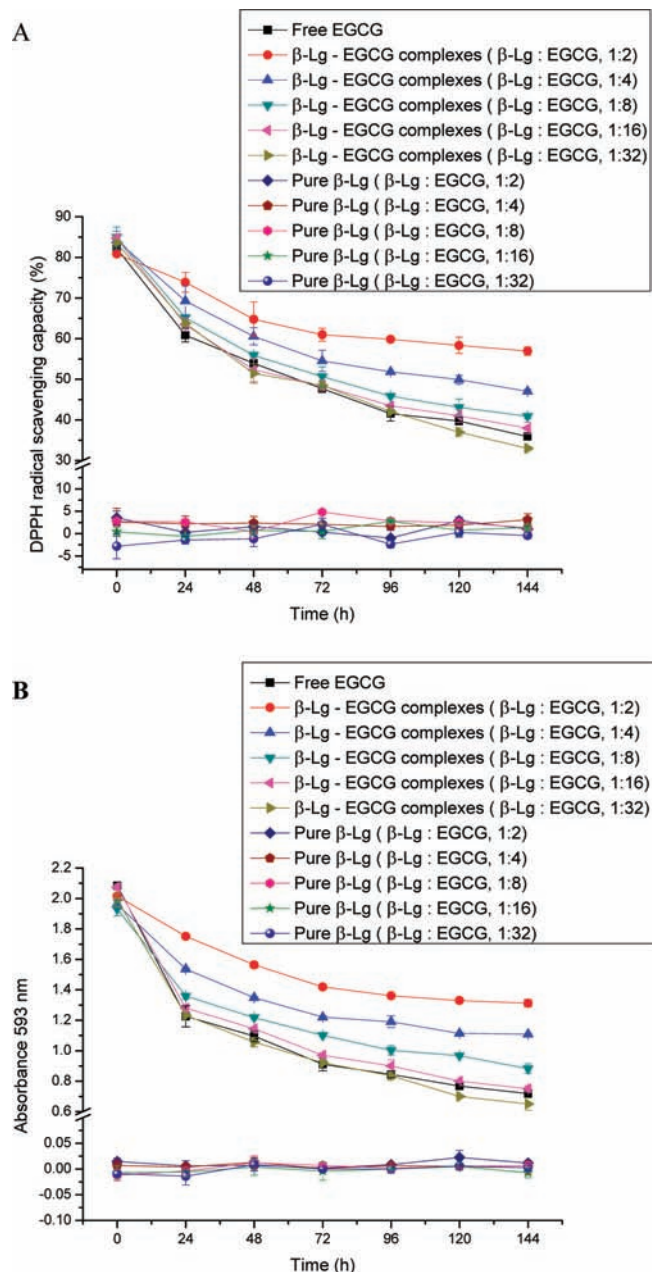 A
Free EGCG
β-Lg - EGCG complexes ( β-Lg : EGCG, 1:2)
β-Lg - EGCG complexes ( β-Lg : EGCG, 1:4)
β-Lg - EGCG complexes ( β-Lg : EGCG, 1:8)
β-Lg - EGCG complexes ( β-Lg : EGCG, 1:16)
β-Lg - EGCG complexes ( β-Lg : EGCG, 1:32)
Pure β-Lg ( β-Lg : EGCG, 1:2)
Pure β-Lg ( β-Lg : EGCG, 1:4)
Pure β-Lg ( β-Lg : EGCG, 1:8)
Pure β-Lg ( β-Lg : EGCG, 1:16)
Pure β-Lg ( β-Lg : EGCG, 1:32)
DPPH radical scavenging capacity (%)
90
80
70
60
50
40
30
10
5
0
-5
0 24 48 72 96 120 144
Time (h)
B
Free EGCG
β-Lg - EGCG complexes ( β-Lg : EGCG, 1:2)
β-Lg - EGCG complexes ( β-Lg : EGCG, 1:4)
β-Lg - EGCG complexes ( β-Lg : EGCG, 1:8)
β-Lg - EGCG complexes ( β-Lg : EGCG, 1:16)
β-Lg - EGCG complexes ( β-Lg : EGCG, 1:32)
Pure β-Lg ( β-Lg : EGCG, 1:2)
Pure β-Lg ( β-Lg : EGCG, 1:4)
Pure β-Lg ( β-Lg : EGCG, 1:8)
Pure β-Lg ( β-Lg : EGCG, 1:16)
Pure β-Lg ( β-Lg : EGCG, 1:32)
Absorbance 593 nm
2.2
2.0
1.8
1.6
1.4
1.2
1.0
0.8
0.6
0.05
0.00
-0.05
-0.10
0 24 48 72 96 120 144
Time (h)